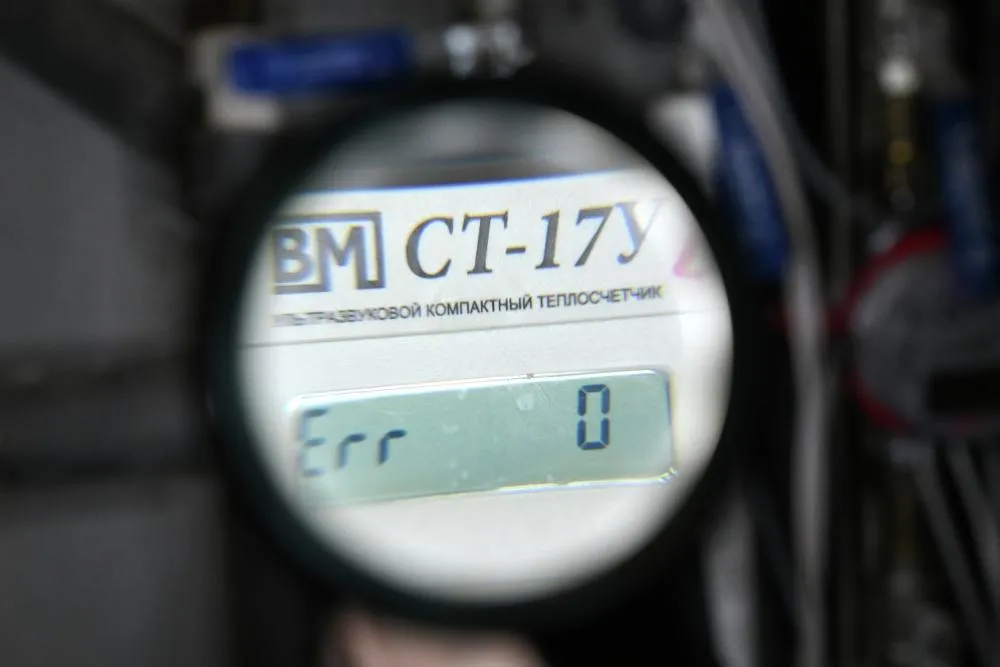 ВМ СТ-17У
УЛЬТРАЗВУКОВОЙ КОМПАКТНЫЙ ТЕПЛОСЧЕТЧИК
Err 0